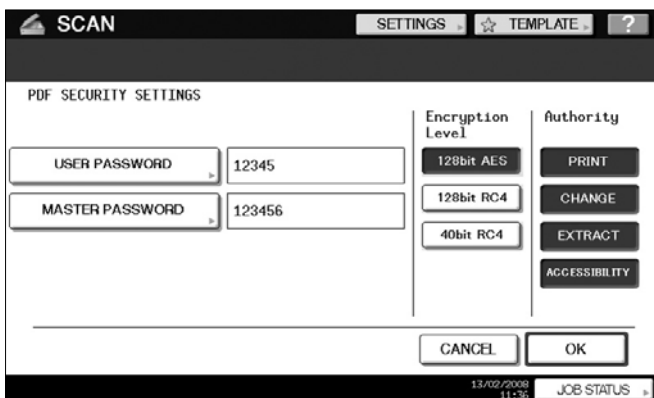 SCAN
SETTINGS
TEMPLATE
?
PDF SECURITY SETTINGS
Encryption
Level
Authority
USER PASSWORD
12345
128bit AES
PRINT
MASTER PASSWORD
123456
128bit RC4
CHANGE
40bit RC4
EXTRACT
ACCESSIBILITY
CANCEL
OK
13/02/2008
11:36
JOB STATUS